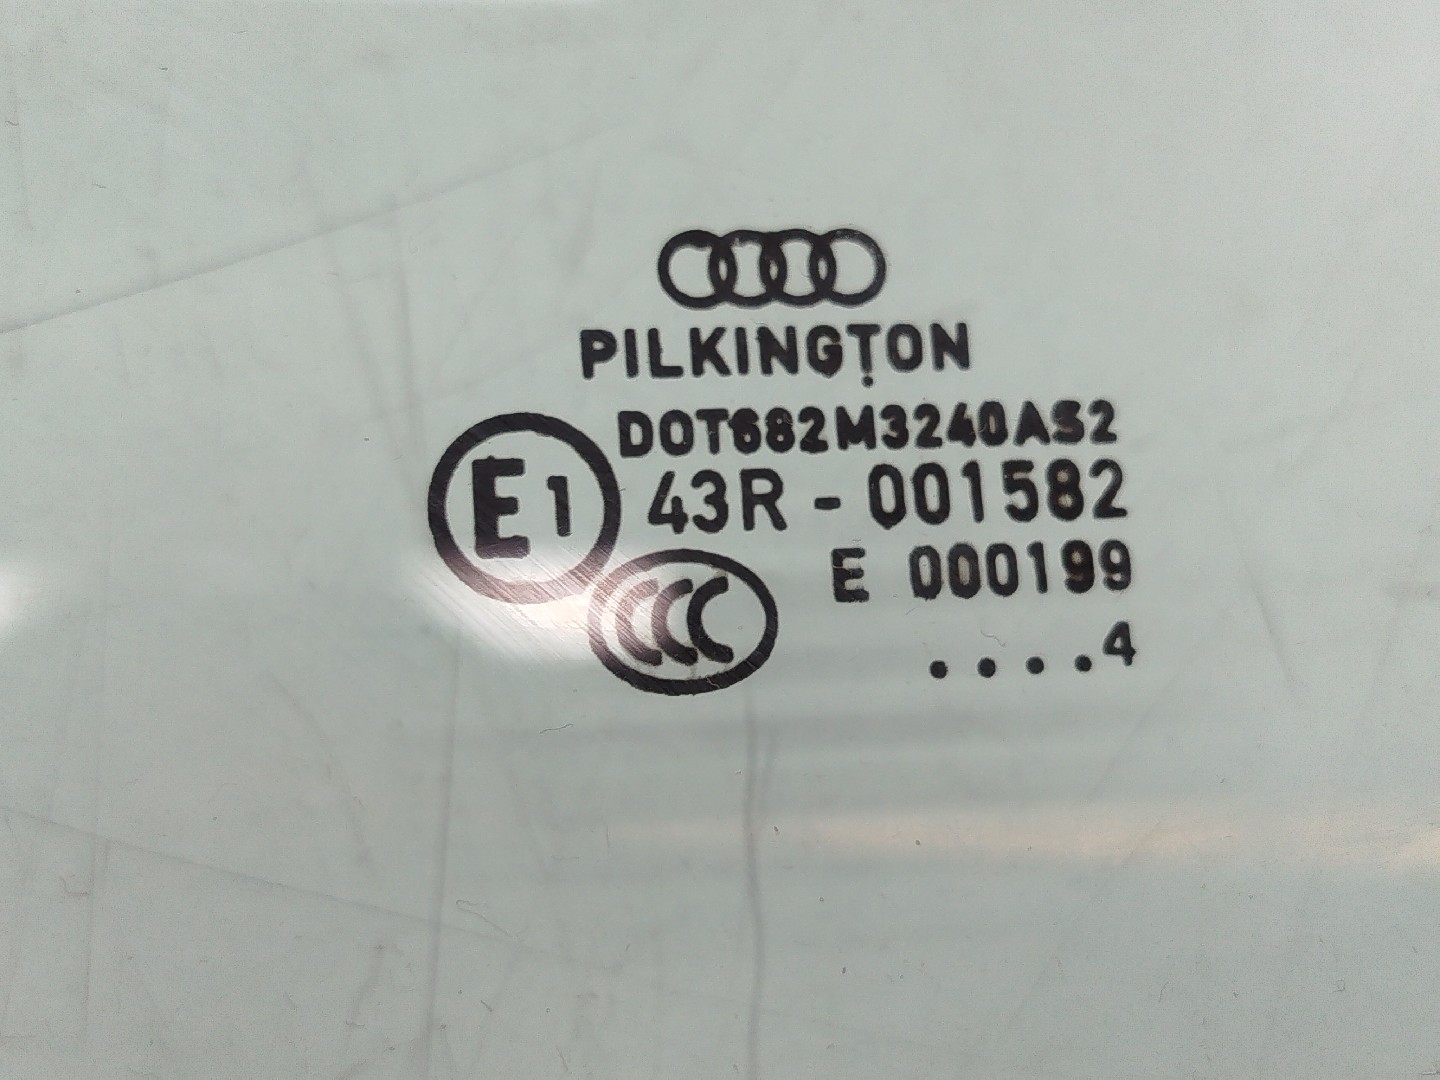 PILKINGTON
DOT682M3240AS2
E1
43R - 001582
E 000199
CCC
....4